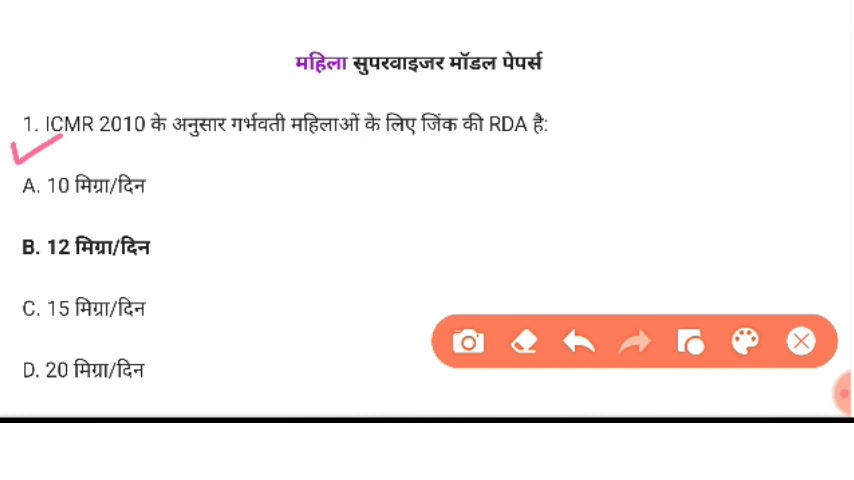 महिला सुपरवाइजर मॉडल पेपर्स
1. ICMR 2010 के अनुसार गर्भवती महिलाओं के लिए जिंक की RDA है:
A. 10 मिग्रा/दिन
B. 12 मिग्रा/दिन
C. 15 मिग्रा/दिन
D. 20 मिग्रा/दिन